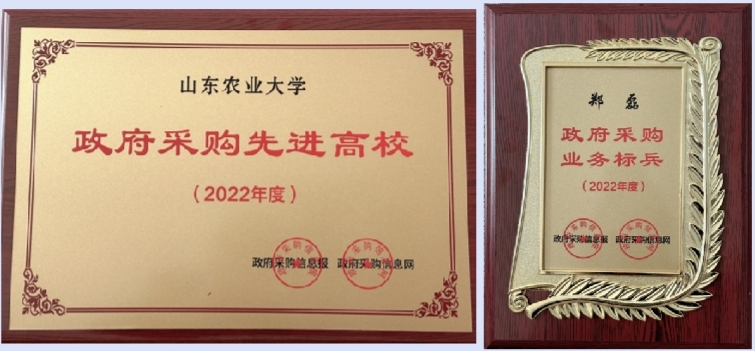 山东农业大学
政府采购先进高校
（2022年度）
政府采购信息报 政府采购信息网
郑磊
政府采购
业务标兵
（2022年度）
政府采购信息报 政府采购信息网